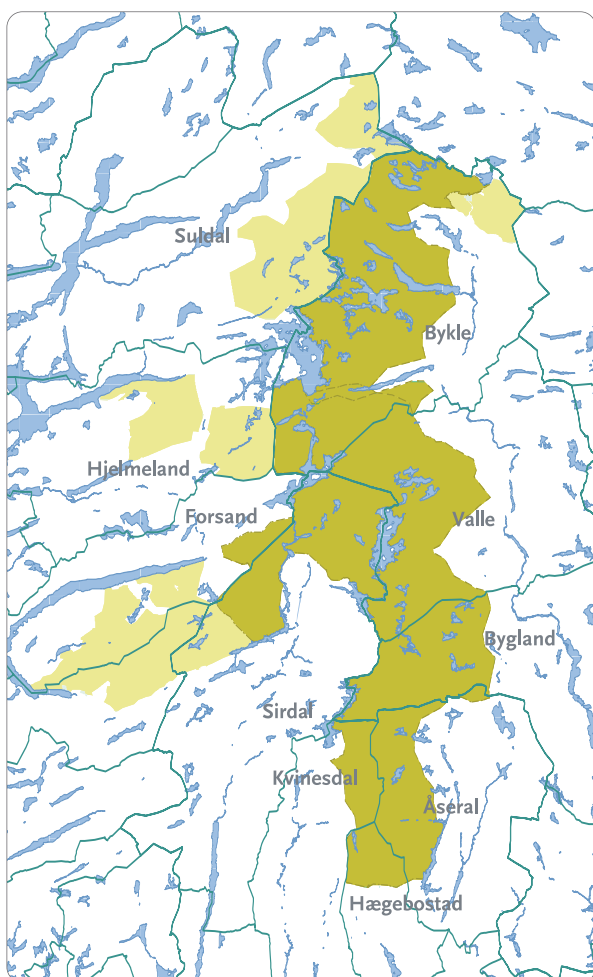 Suldal
Bykle
Hjelmeland
Forsand
Valle
Bygland
Sirdal
Kvinesdal
Åseral
Hægebostad